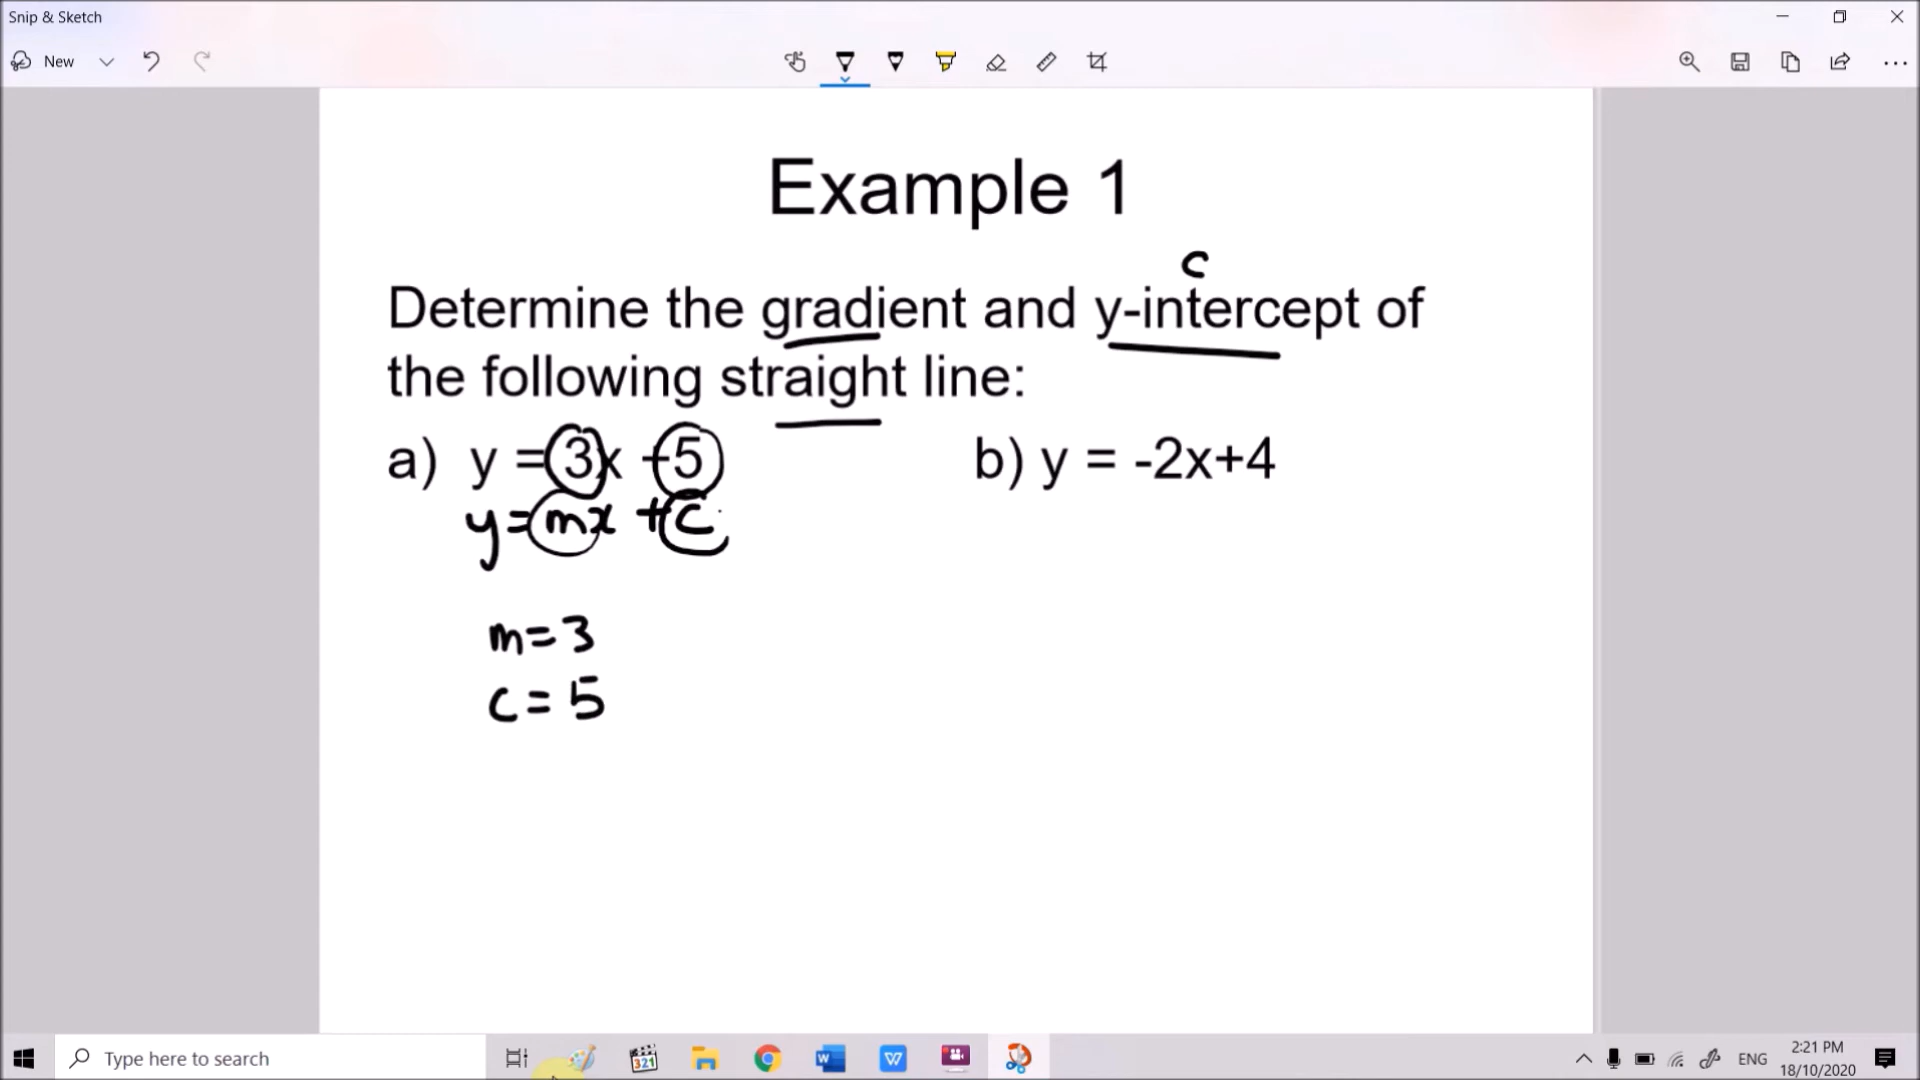 Snip & Sketch
New
Example 1
c
Determine the gradient and y-intercept of
the following straight line:
a) y = 3x +5
b) y = -2x+4
y = mx + c
m = 3
c = 5
Type here to search
321
W
W
ENG
2:21 PM
18/10/2020